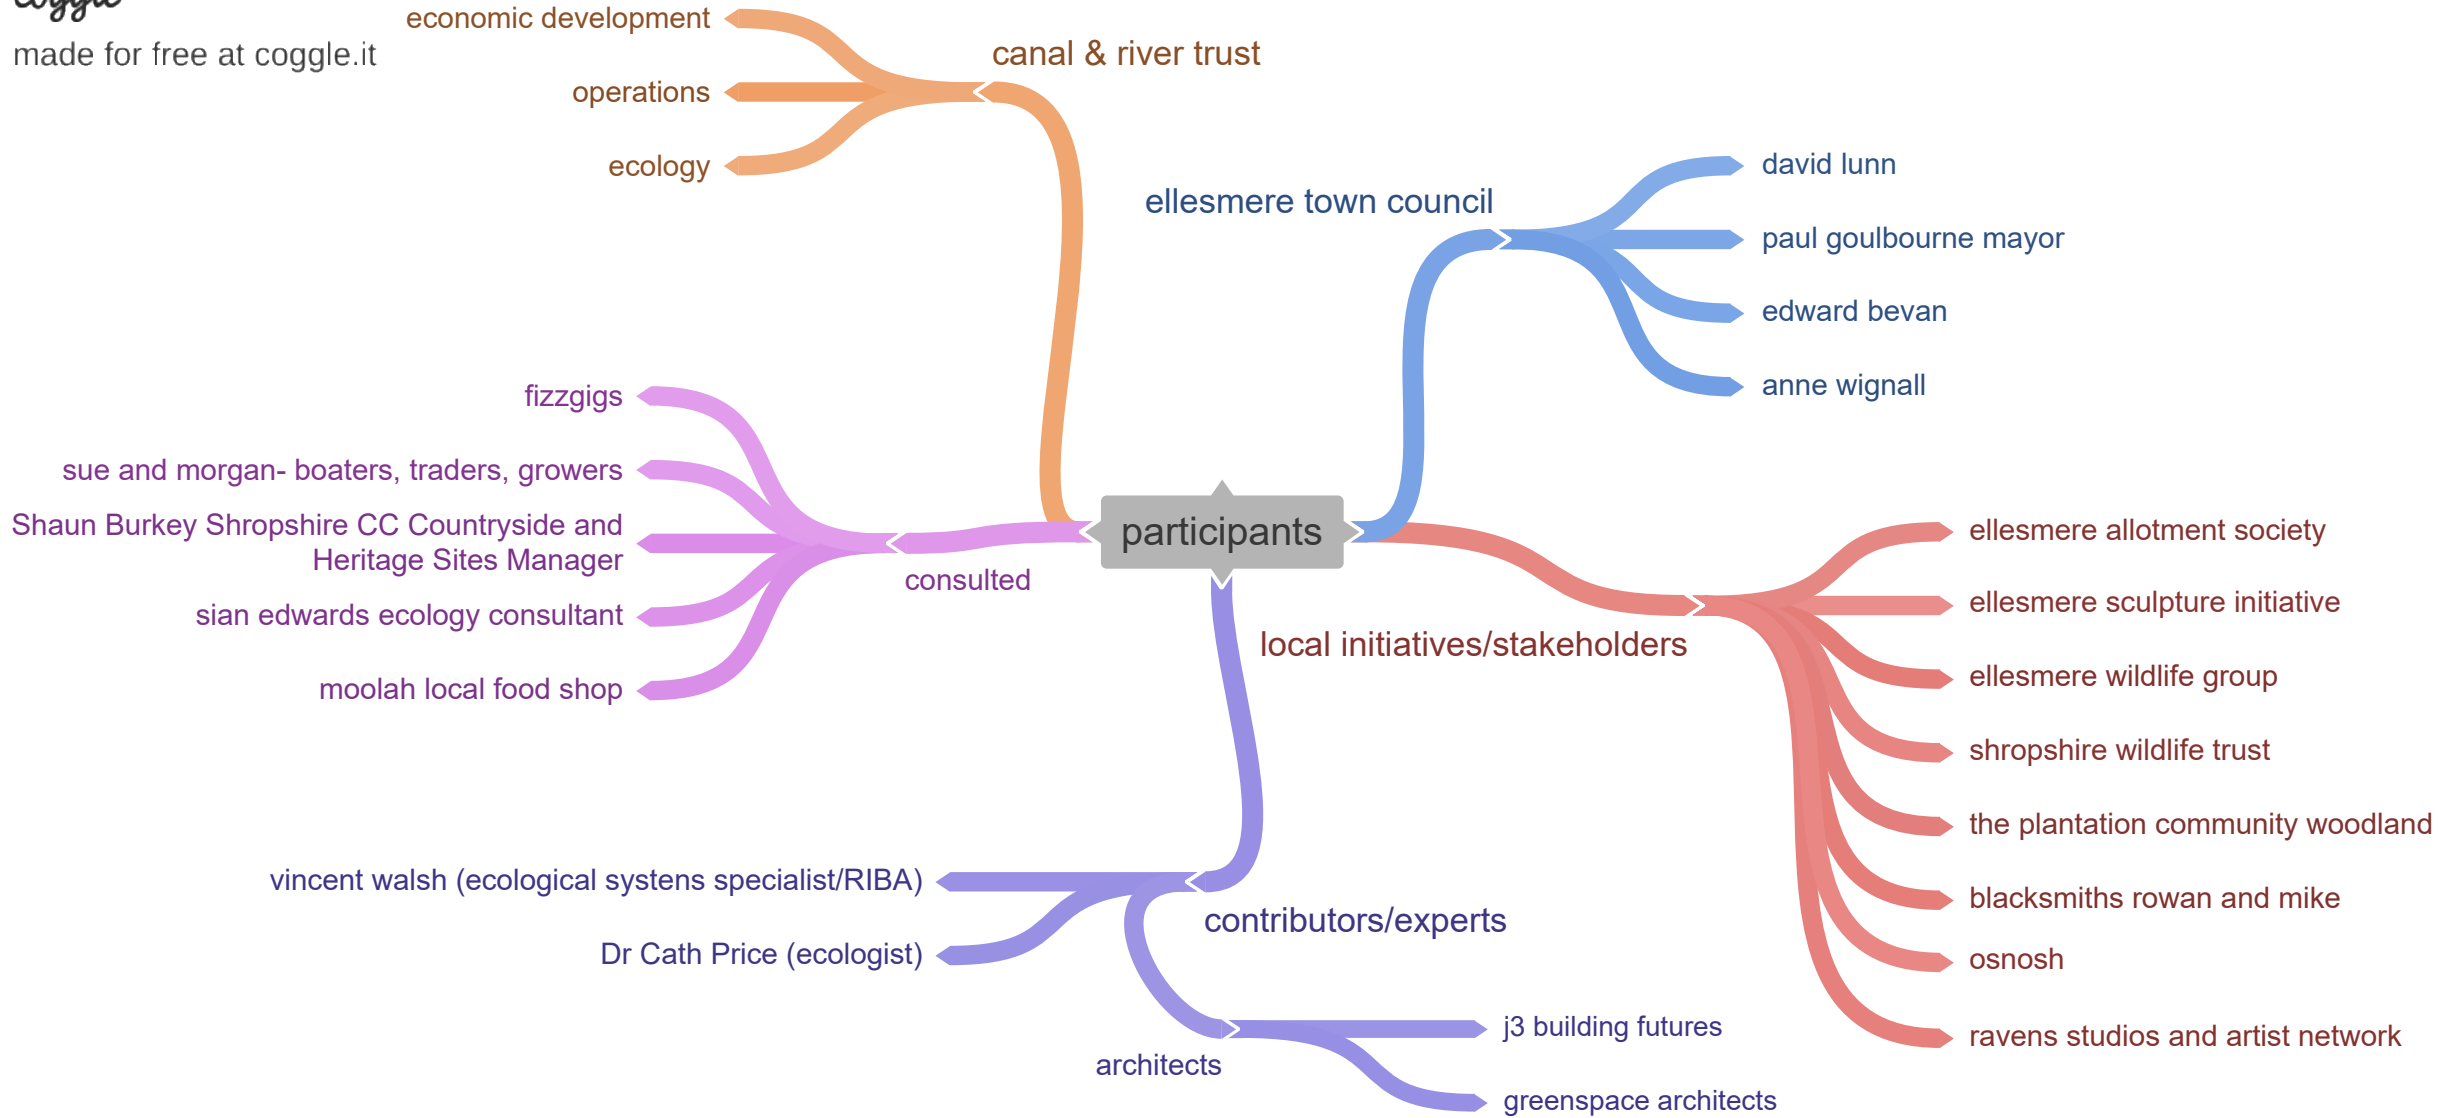 coggle
made for free at coggle.it
economic development
canal & river trust
operations
ecology
david lunn
ellesmere town council
paul goulbourne mayor
edward bevan
anne wignall
fizzgigs
sue and morgan- boaters, traders, growers
Shaun Burkey Shropshire CC Countryside and
Heritage Sites Manager
consulted
sian edwards ecology consultant
moolah local food shop
participants
ellesmere allotment society
ellesmere sculpture initiative
local initiatives/stakeholders
ellesmere wildlife group
shropshire wildlife trust
the plantation community woodland
blacksmiths rowan and mike
osnosh
ravens studios and artist network
vincent walsh (ecological systens specialist/RIBA)
contributors/experts
Dr Cath Price (ecologist)
architects
j3 building futures
greenspace architects